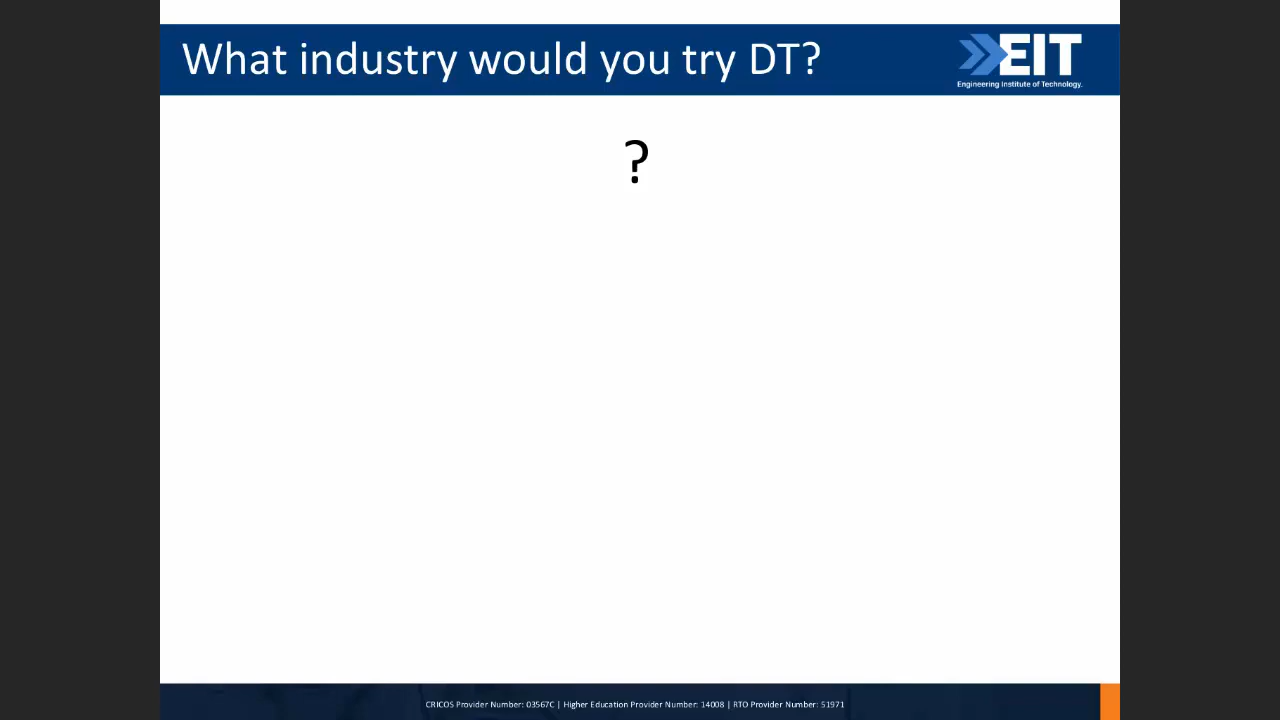 What industry would you try DT?
EIT
Engineering Institute of Technology.
?
CRICOS Provider Number: 03567C | Higher Education Provider Number: 14008 | RTO Provider Number: 51971